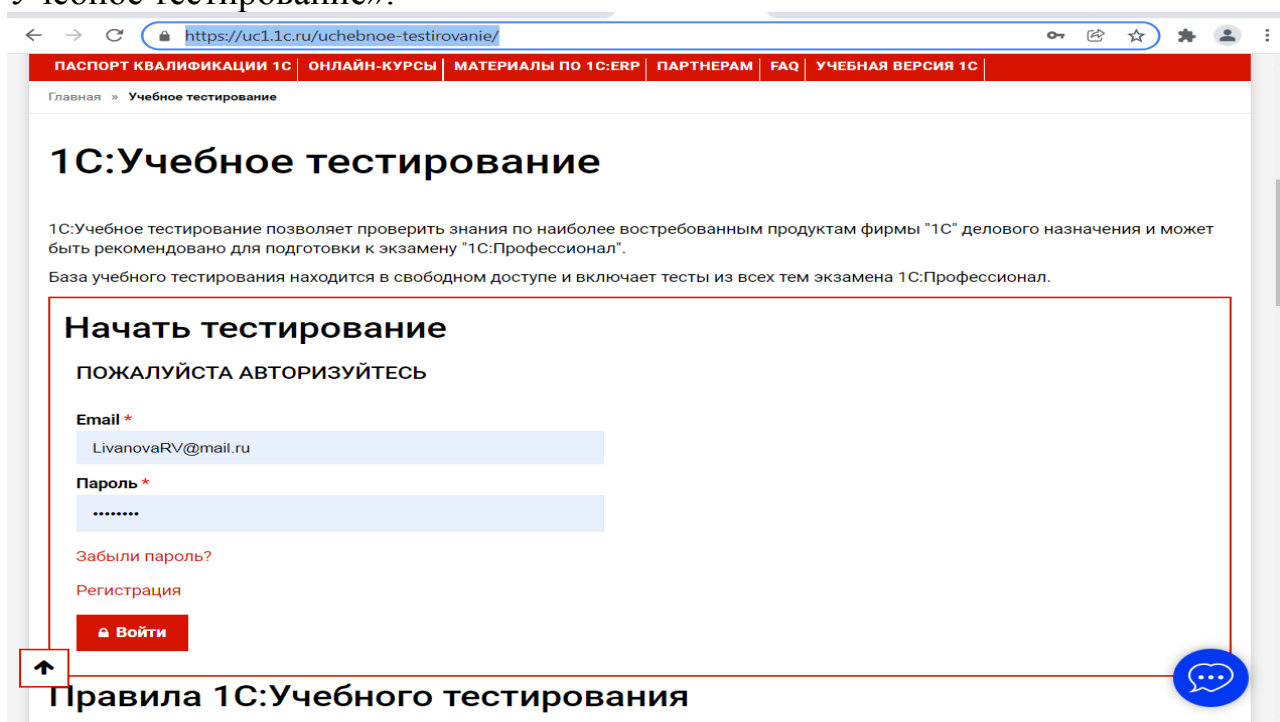 Учебное тестирование».
https://uc1.1c.ru/uchebnoe-testirovanie/
ПАСПОРТ КВАЛИФИКАЦИИ 1С ОНЛАЙН-КУРСЫ МАТЕРИАЛЫ ПО 1С:ERP ПАРТНЕРАМ FAQ УЧЕБНАЯ ВЕРСИЯ 1С
Главная » Учебное тестирование
1С:Учебное тестирование
1С:Учебное тестирование позволяет проверить знания по наиболее востребованным продуктам фирмы "1С" делового назначения и может
быть рекомендовано для подготовки к экзамену "1С:Профессионал".
База учебного тестирования находится в свободном доступе и включает тесты из всех тем экзамена 1С:Профессионал.
Начать тестирование
ПОЖАЛУЙСТА АВТОРИЗУЙТЕСЬ
Email *
LivanovaRV@mail.ru
Пароль *
••••••••
Забыли пароль?
Регистрация
Войти
Правила 1С:Учебного тестирования